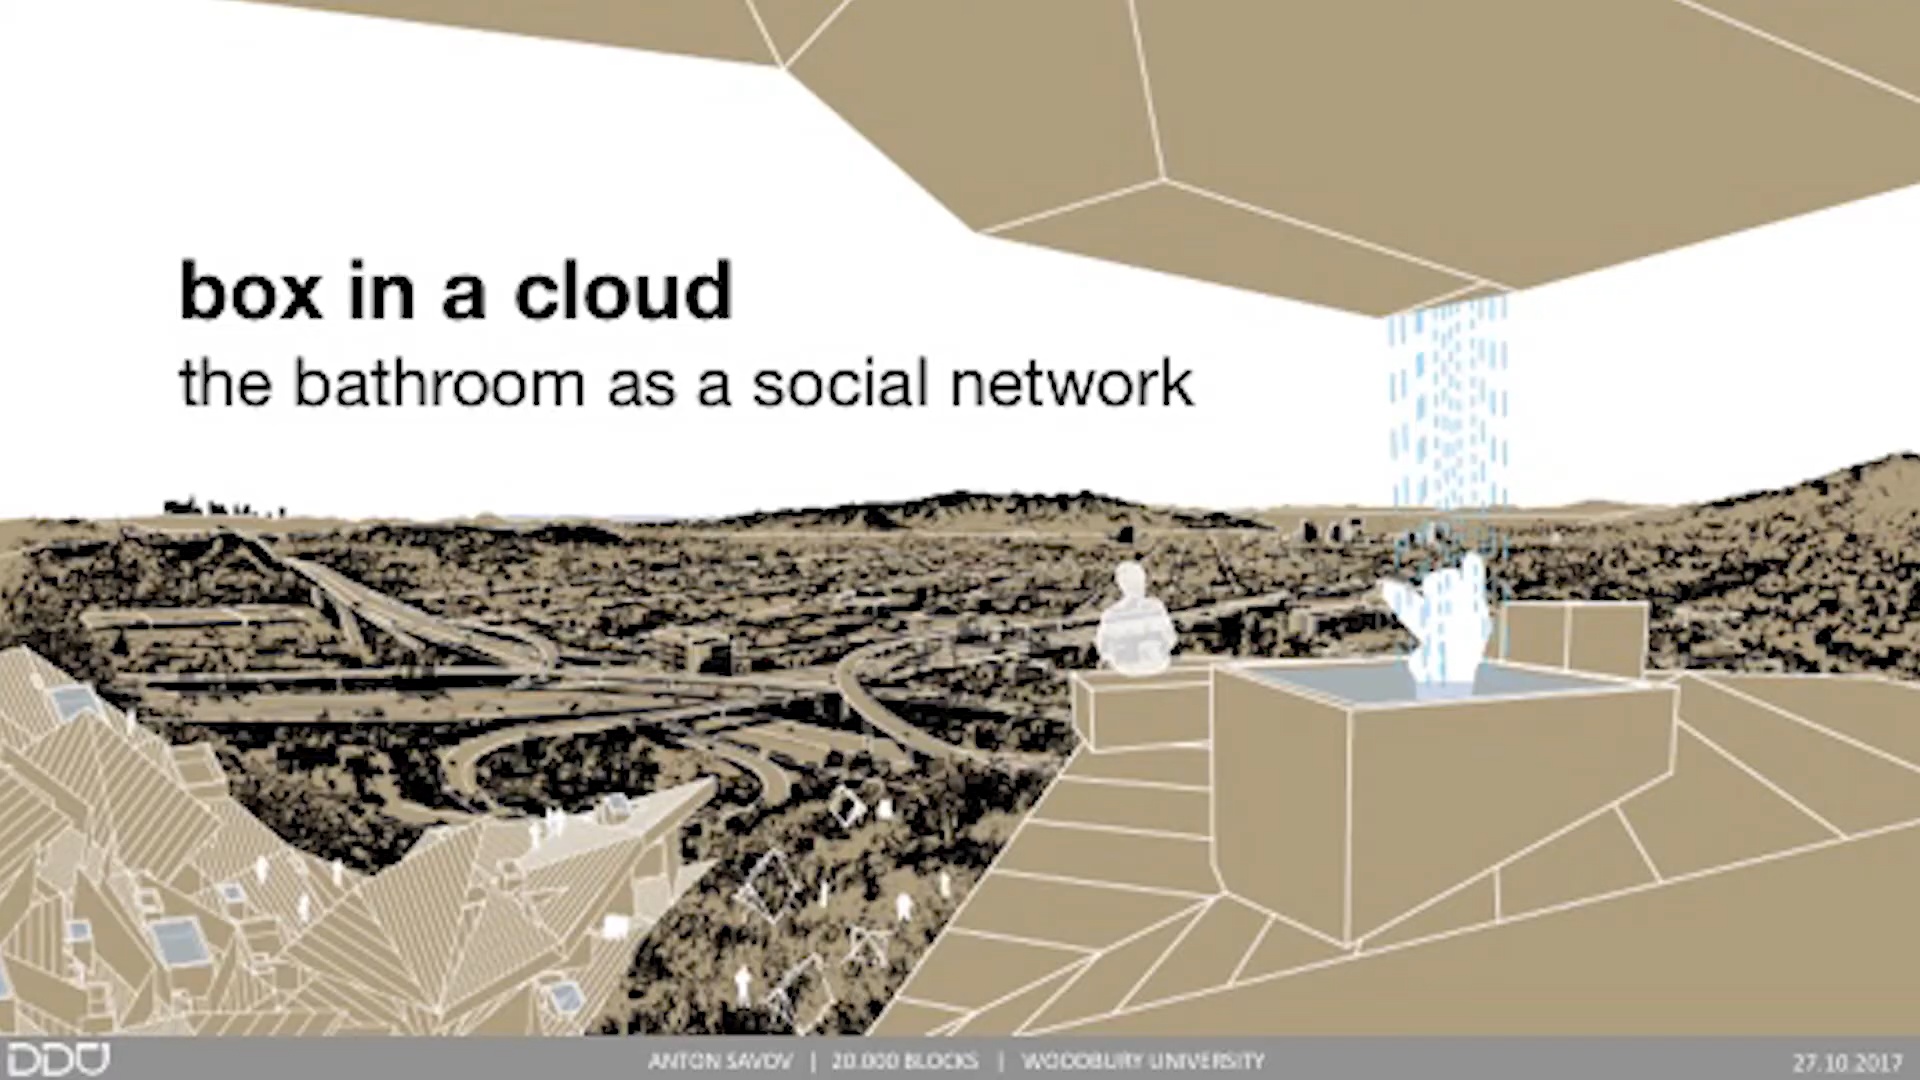 box in a cloud
the bathroom as a social network
DDU
ANTON SAVOV | 20.000 BLOCKS | WOODBURY UNIVERSITY
27.10.2017